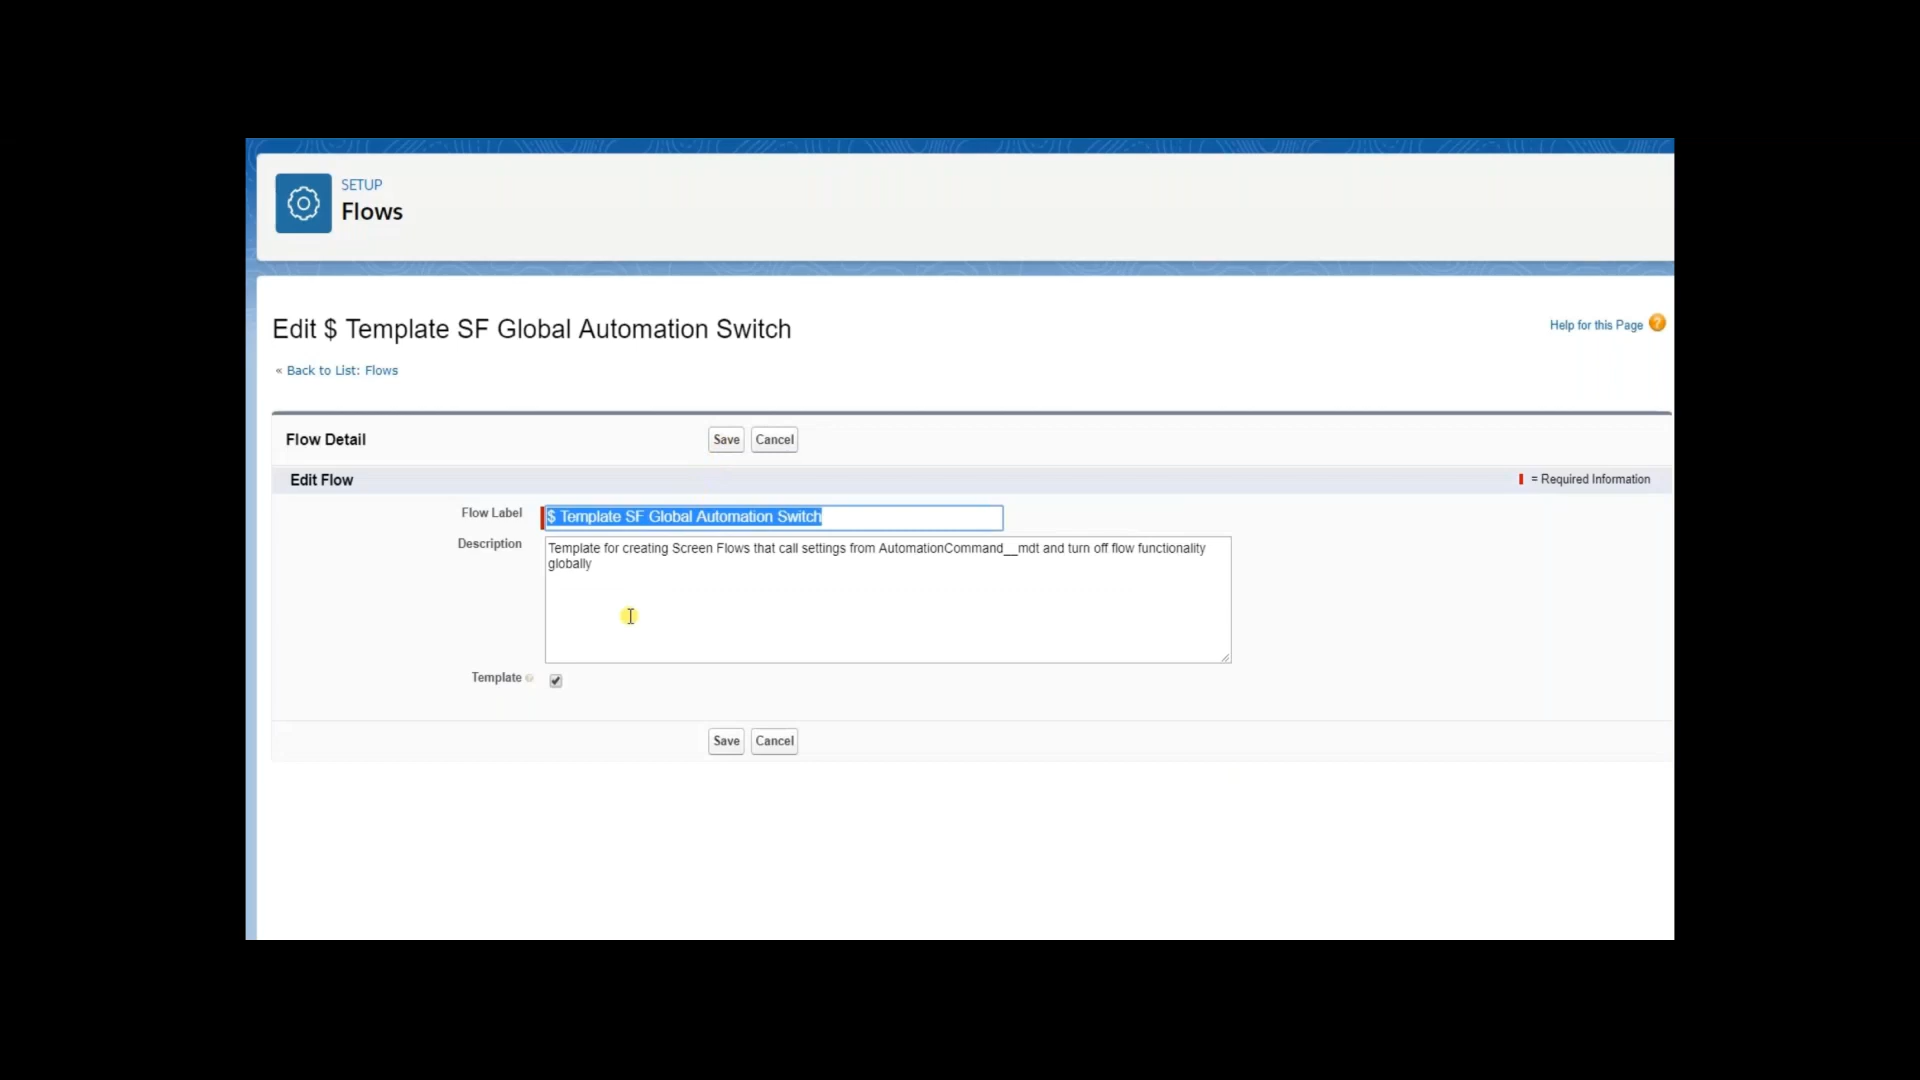 SETUP
Flows
Edit $ Template SF Global Automation Switch
Help for this Page ?
« Back to List: Flows
Flow Detail
Save Cancel
Edit Flow
= Required Information
Flow Label $ Template SF Global Automation Switch
Description Template for creating Screen Flows that call settings from AutomationCommand__mdt and turn off flow functionality
globally
Template
Save Cancel